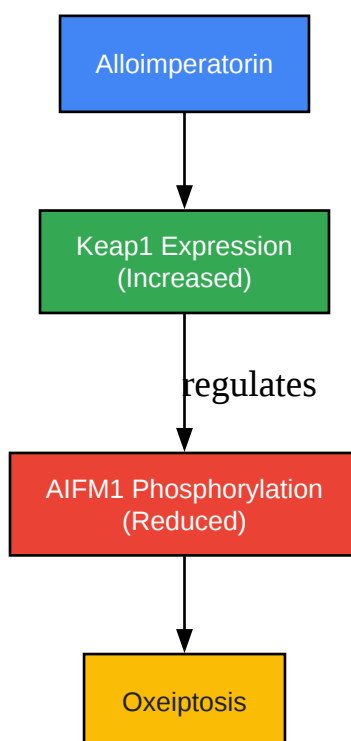 Alloimperatorin
Keap1 Expression
(Increased)
regulates
AIFM1 Phosphorylation
(Reduced)
Oxeiptosis